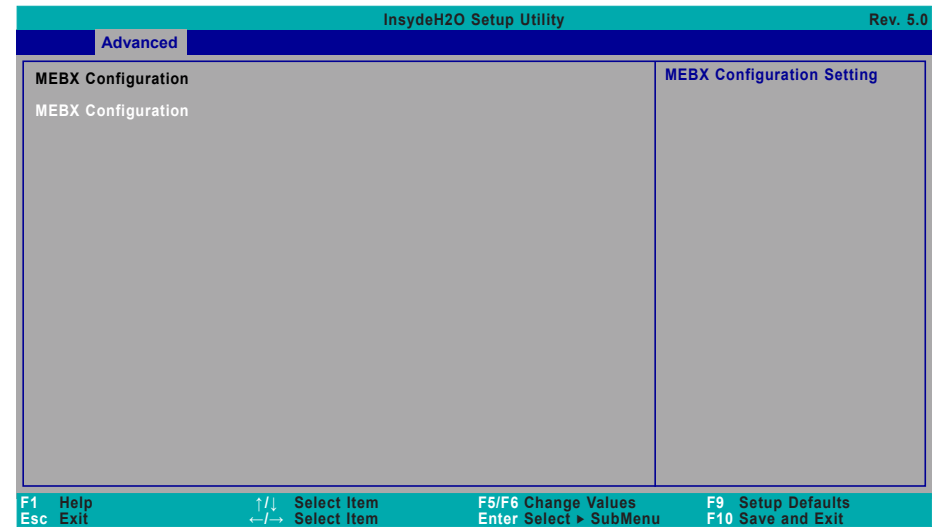 InsydeH2O Setup Utility Rev. 5.0
Advanced
MEBX Configuration
MEBX Configuration
MEBX Configuration Setting
F1 Help ↑/↓ Select Item F5/F6 Change Values F9 Setup Defaults
Esc Exit ←/→ Select Item Enter Select ▶ SubMenu F10 Save and Exit